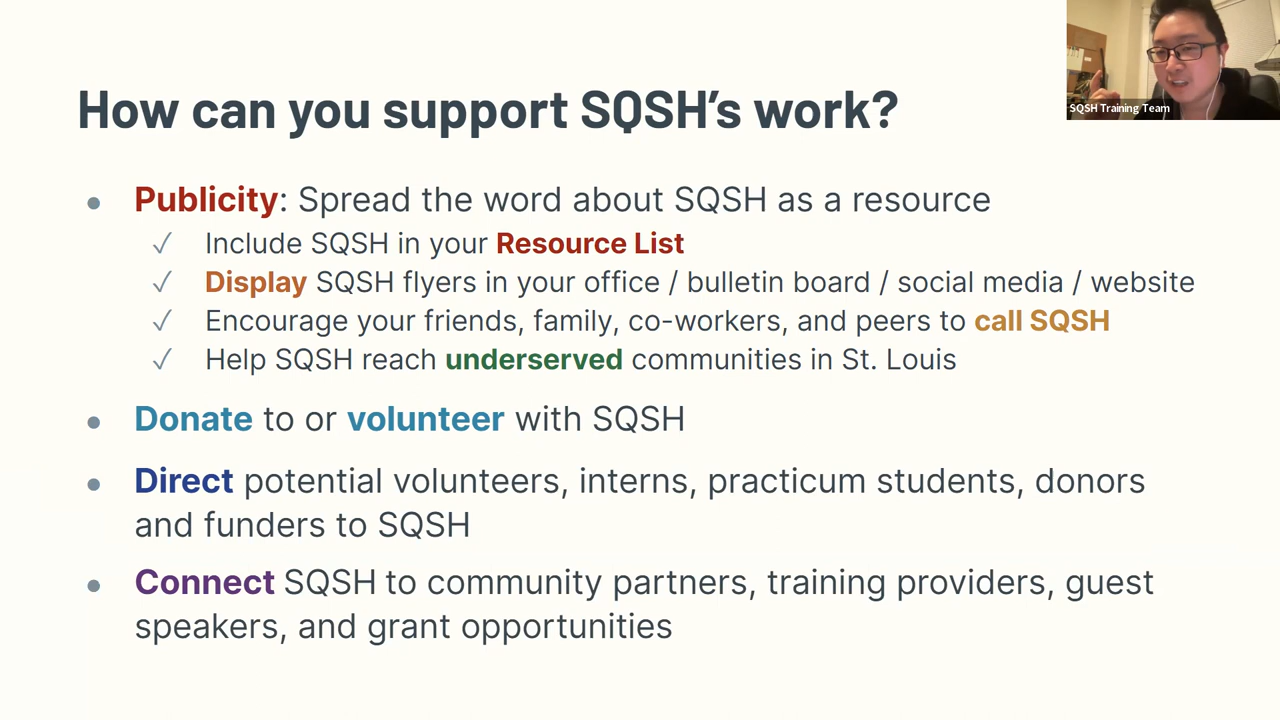 SQSH Training Team
How can you support SQSH's work?
● Publicity: Spread the word about SQSH as a resource
✓ Include SQSH in your Resource List
✓ Display SQSH flyers in your office / bulletin board / social media / website
✓ Encourage your friends, family, co-workers, and peers to call SQSH
✓ Help SQSH reach underserved communities in St. Louis
● Donate to or volunteer with SQSH
● Direct potential volunteers, interns, practicum students, donors
and funders to SQSH
● Connect SQSH to community partners, training providers, guest
speakers, and grant opportunities